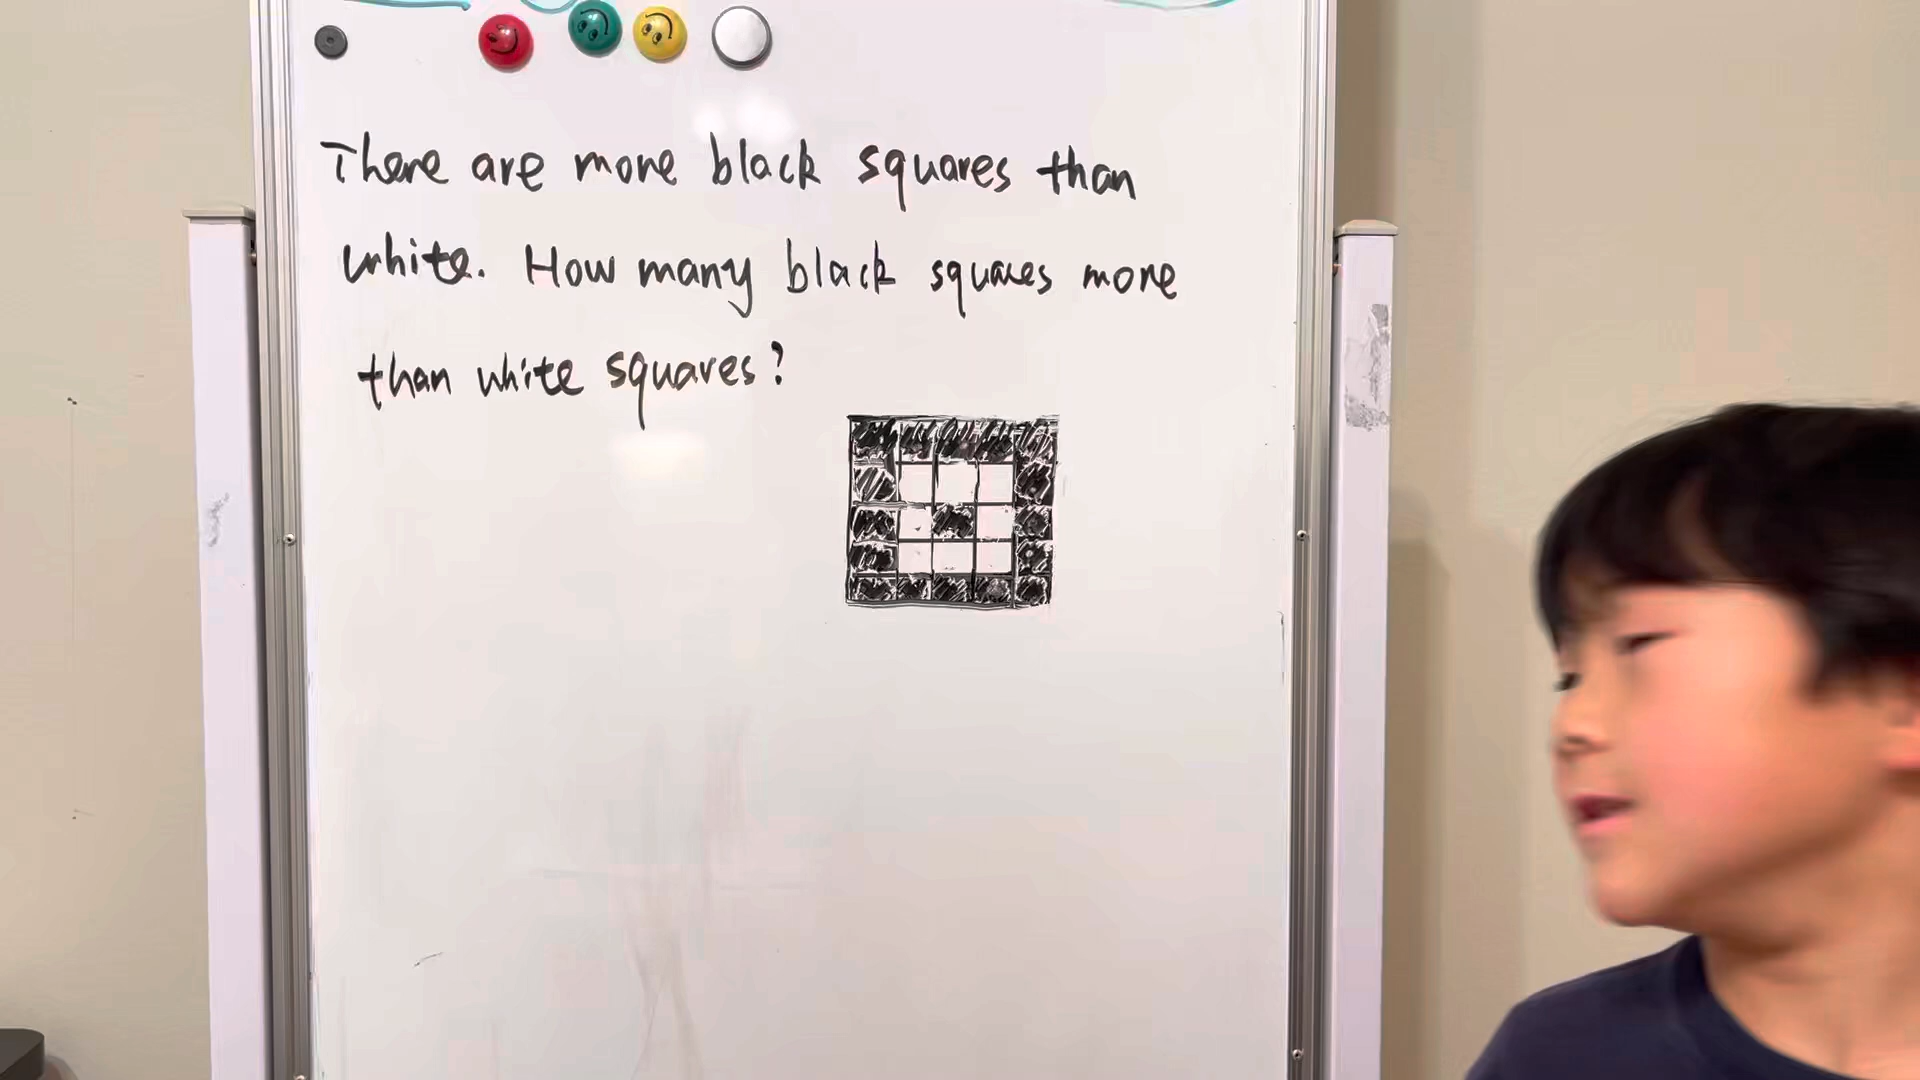 There are more black squares than
white. How many black squares more
than white squares?